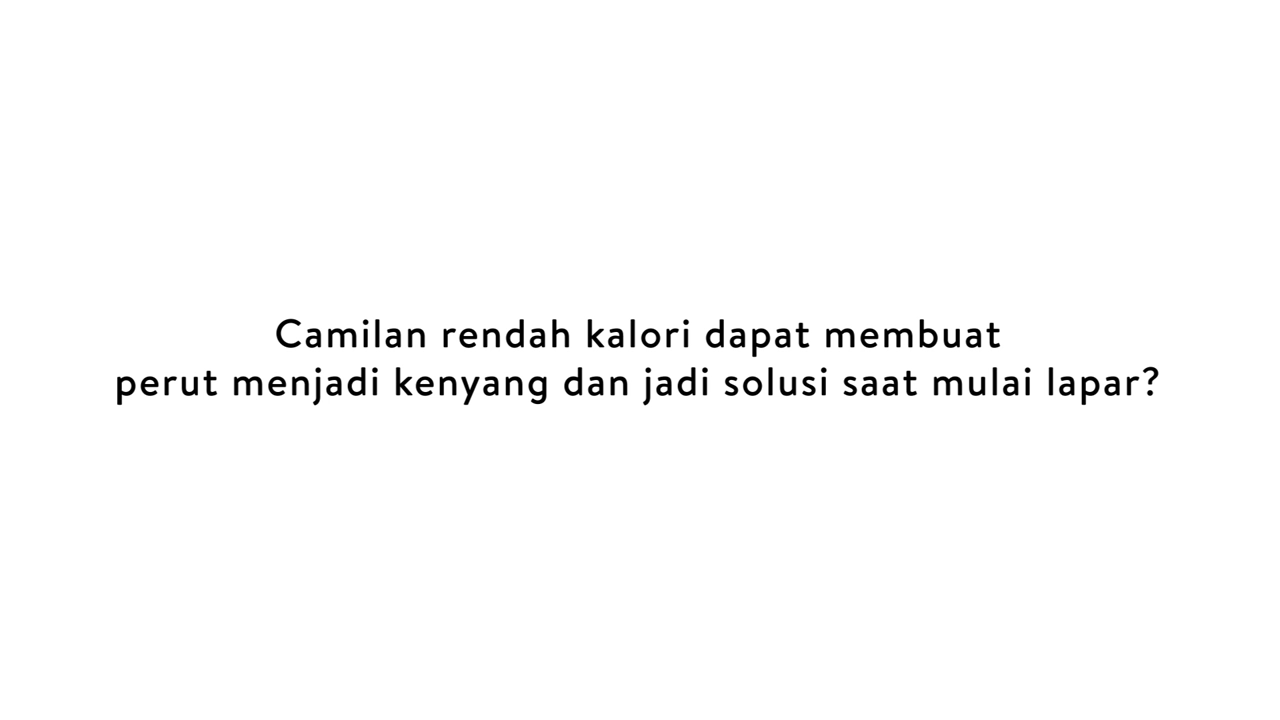 Camilan rendah kalori dapat membuat
perut menjadi kenyang dan jadi solusi saat mulai lapar?